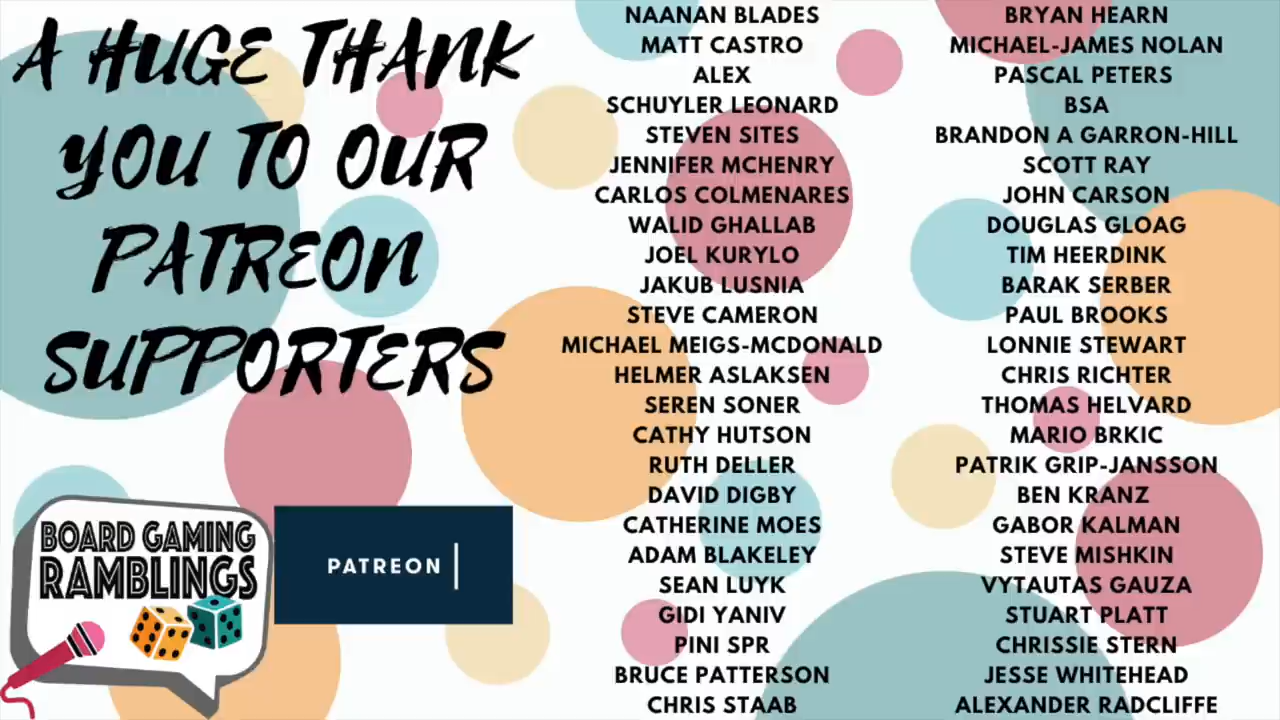 A HUGE THANK
YOU TO OUR
PATREON
SUPPORTERS
BOARD GAMING
RAMBLINGS
PATREON
NAANAN BLADES
MATT CASTRO
ALEX
SCHUYLER LEONARD
STEVEN SITES
JENNIFER MCHENRY
CARLOS COLMENARES
WALID GHALLAB
JOEL KURYLO
JAKUB LUSNIA
STEVE CAMERON
MICHAEL MEIGS-MCDONALD
HELMER ASLAKSEN
SEREN SONER
CATHY HUTSON
RUTH DELLER
DAVID DIGBY
CATHERINE MOES
ADAM BLAKELEY
SEAN LUYK
GIDI YANIV
PINI SPR
BRUCE PATTERSON
CHRIS STAAB
BRYAN HEARN
MICHAEL-JAMES NOLAN
PASCAL PETERS
BSA
BRANDON A GARRON-HILL
SCOTT RAY
JOHN CARSON
DOUGLAS GLOAG
TIM HEERDINK
BARAK SERBER
PAUL BROOKS
LONNIE STEWART
CHRIS RICHTER
THOMAS HELVARD
MARIO BRKIC
PATRIK GRIP-JANSSON
BEN KRANZ
GABOR KALMAN
STEVE MISHKIN
VYTAUTAS GAUZA
STUART PLATT
CHRISSIE STERN
JESSE WHITEHEAD
ALEXANDER RADCLIFFE